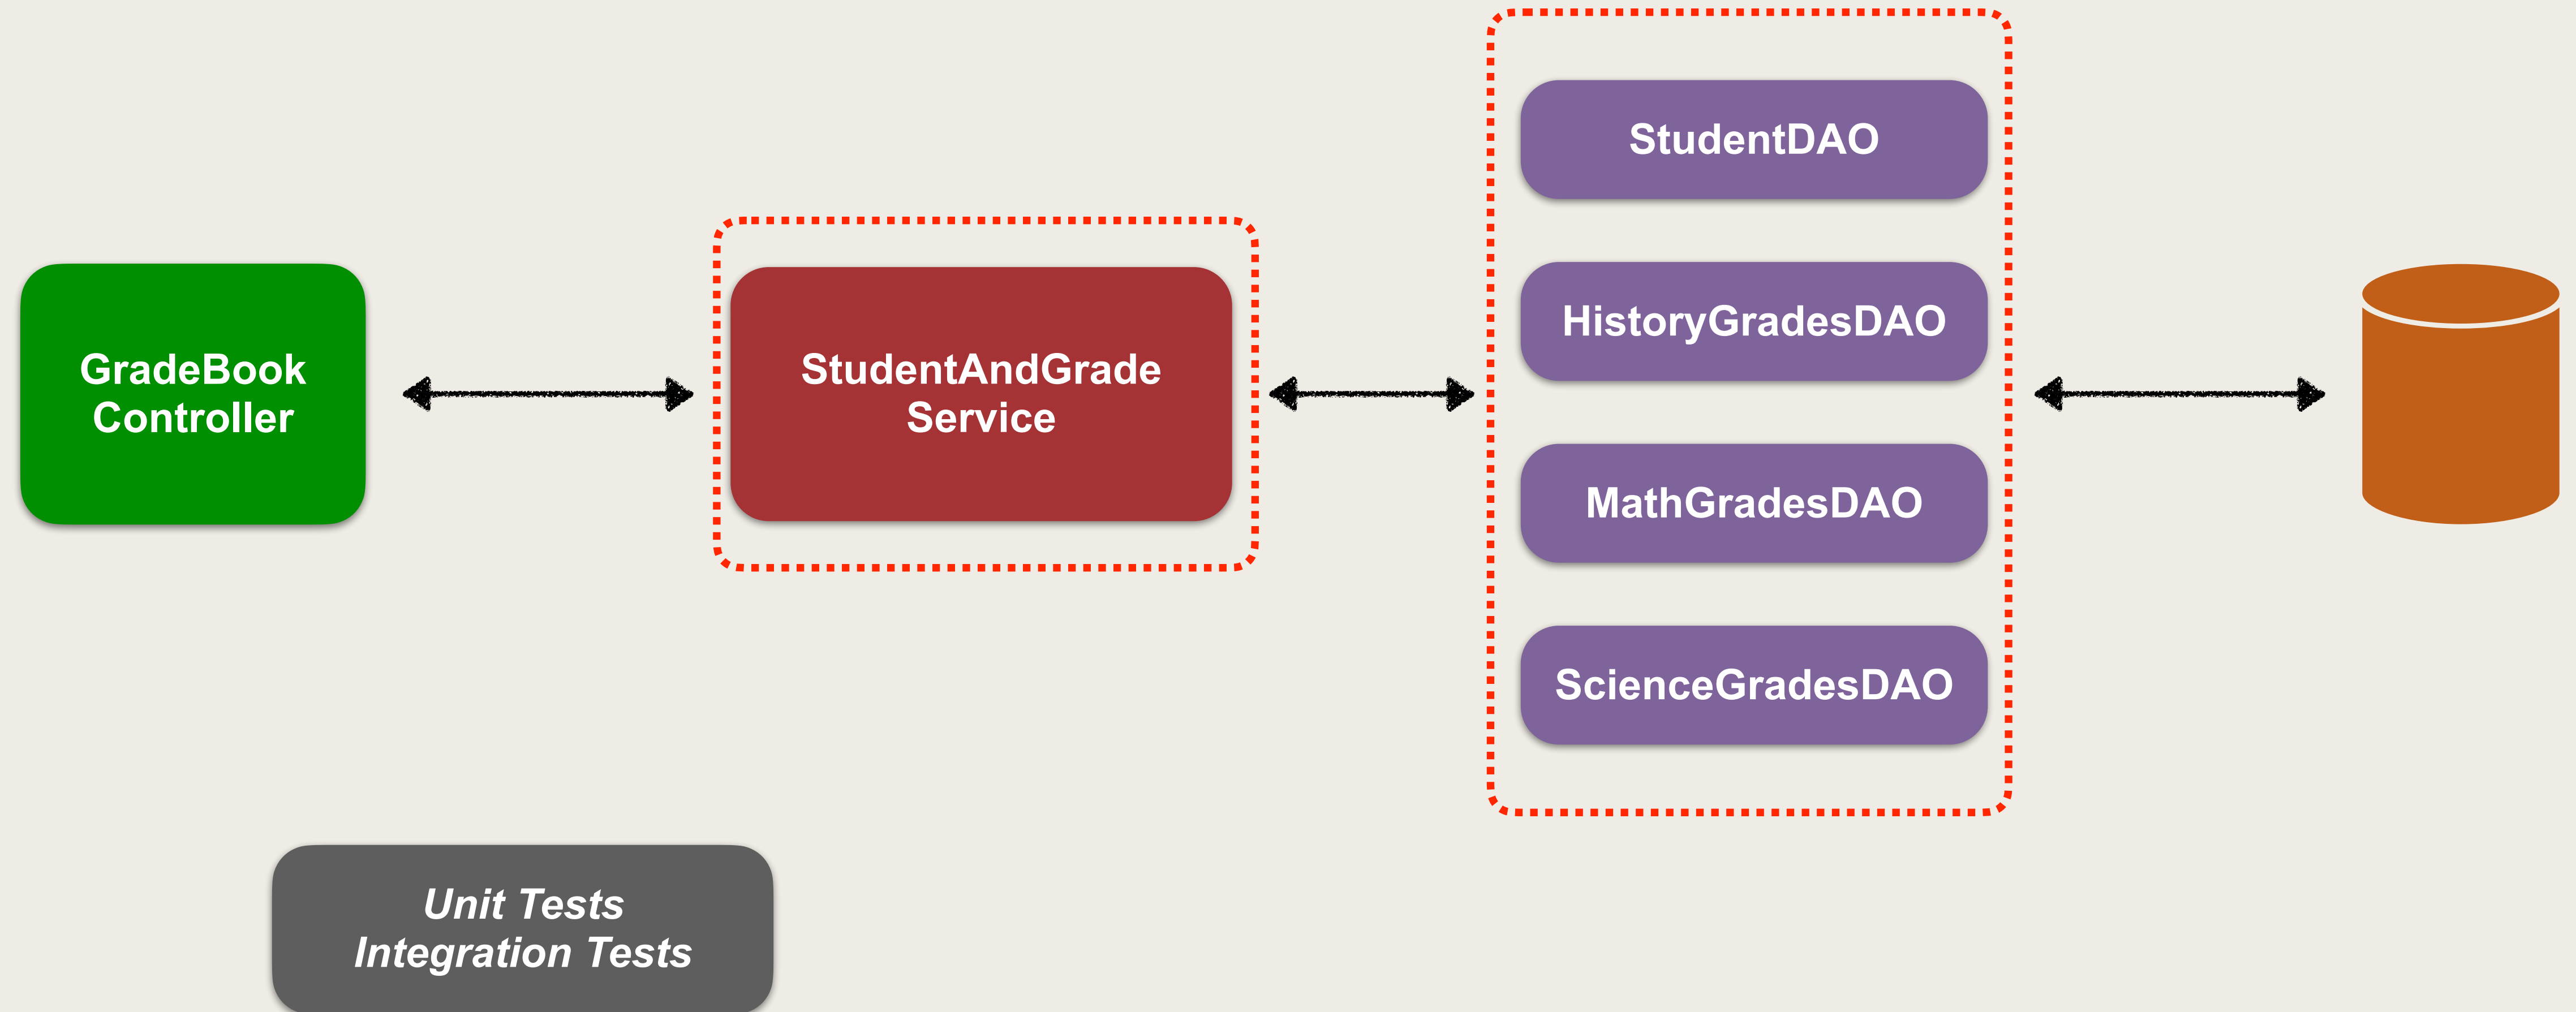 GradeBook
Controller
StudentAndGrade
Service
StudentDAO
HistoryGradesDAO
MathGradesDAO
ScienceGradesDAO
Unit Tests
Integration Tests